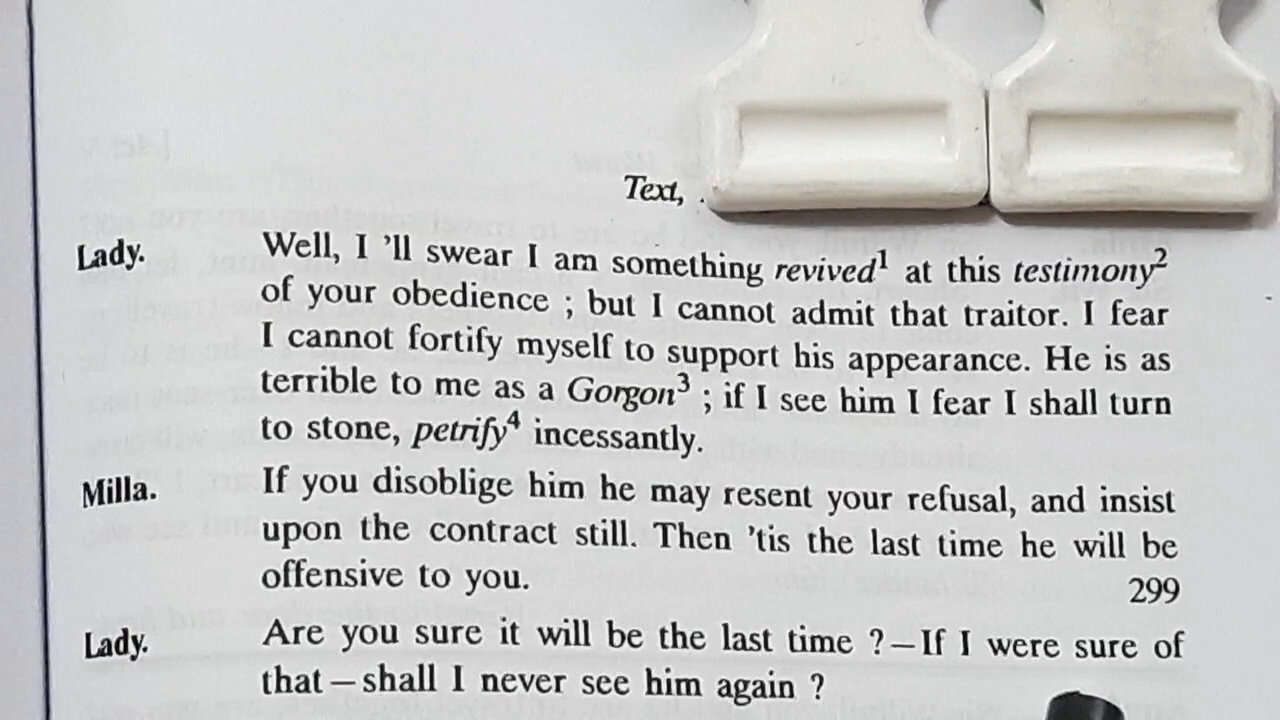 Text,
Lady. Well, I 'll swear I am something revived¹ at this testimony²
of your obedience ; but I cannot admit that traitor. I fear
I cannot fortify myself to support his appearance. He is as
terrible to me as a Gorgon³ ; if I see him I fear I shall turn
to stone, petrify⁴ incessantly.
Milla. If you disoblige him he may resent your refusal, and insist
upon the contract still. Then 'tis the last time he will be
offensive to you. 299
Lady. Are you sure it will be the last time ?—If I were sure of
that—shall I never see him again ?